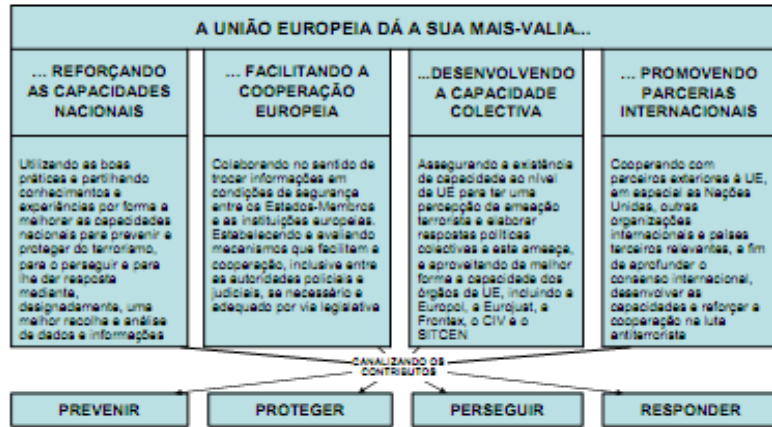 A UNIÃO EUROPEIA DÁ A SUA MAIS-VALIA...
... REFORÇANDO
AS CAPACIDADES
NACIONAIS
Utilizando as boas
práticas e partilhando
conhecimentos e
experiências por forma a
melhorar as capacidades
nacionais para prevenir e
proteger do terrorismo,
para o perseguir e para
lhe dar resposta
mediante,
designadamente, uma
melhor recolha e análise
de dados e informações
... FACILITANDO A
COOPERAÇÃO
EUROPEIA
Colaborando no sentido de
trocar informações em
condições de segurança
entre os Estados-Membros
e as instituições europeias.
Estabelecendo e avaliando
mecanismos que facilitem a
cooperação, inclusive entre
as autoridades policiais e
judiciais, se necessário e
adequado por via legislativa
...DESENVOLVENDO
A CAPACIDADE
COLECTIVA
Assegurando a existência
de capacidade ao nível
da UE para ter uma
percepção da ameaça
terrorista e elaborar
respostas políticas
colectivas a esta ameaça,
e aproveitando da melhor
forma a capacidade dos
órgãos da UE, incluindo a
Europol, a Eurojust, a
Frontex, o CIV e o
SITCEN
... PROMOVENDO
PARCERIAS
INTERNACIONAIS
Cooperando com
parceiros exteriores à UE,
em especial as Nações
Unidas, outras
organizações
internacionais e países
terceiros relevantes, a fim
de aprofundar o
consenso internacional,
desenvolver as
capacidades e reforçar a
cooperação na luta
antiterrorista
CANALIZANDO OS
CONTRIBUTOS
PREVENIR
PROTEGER
PERSEGUIR
RESPONDER